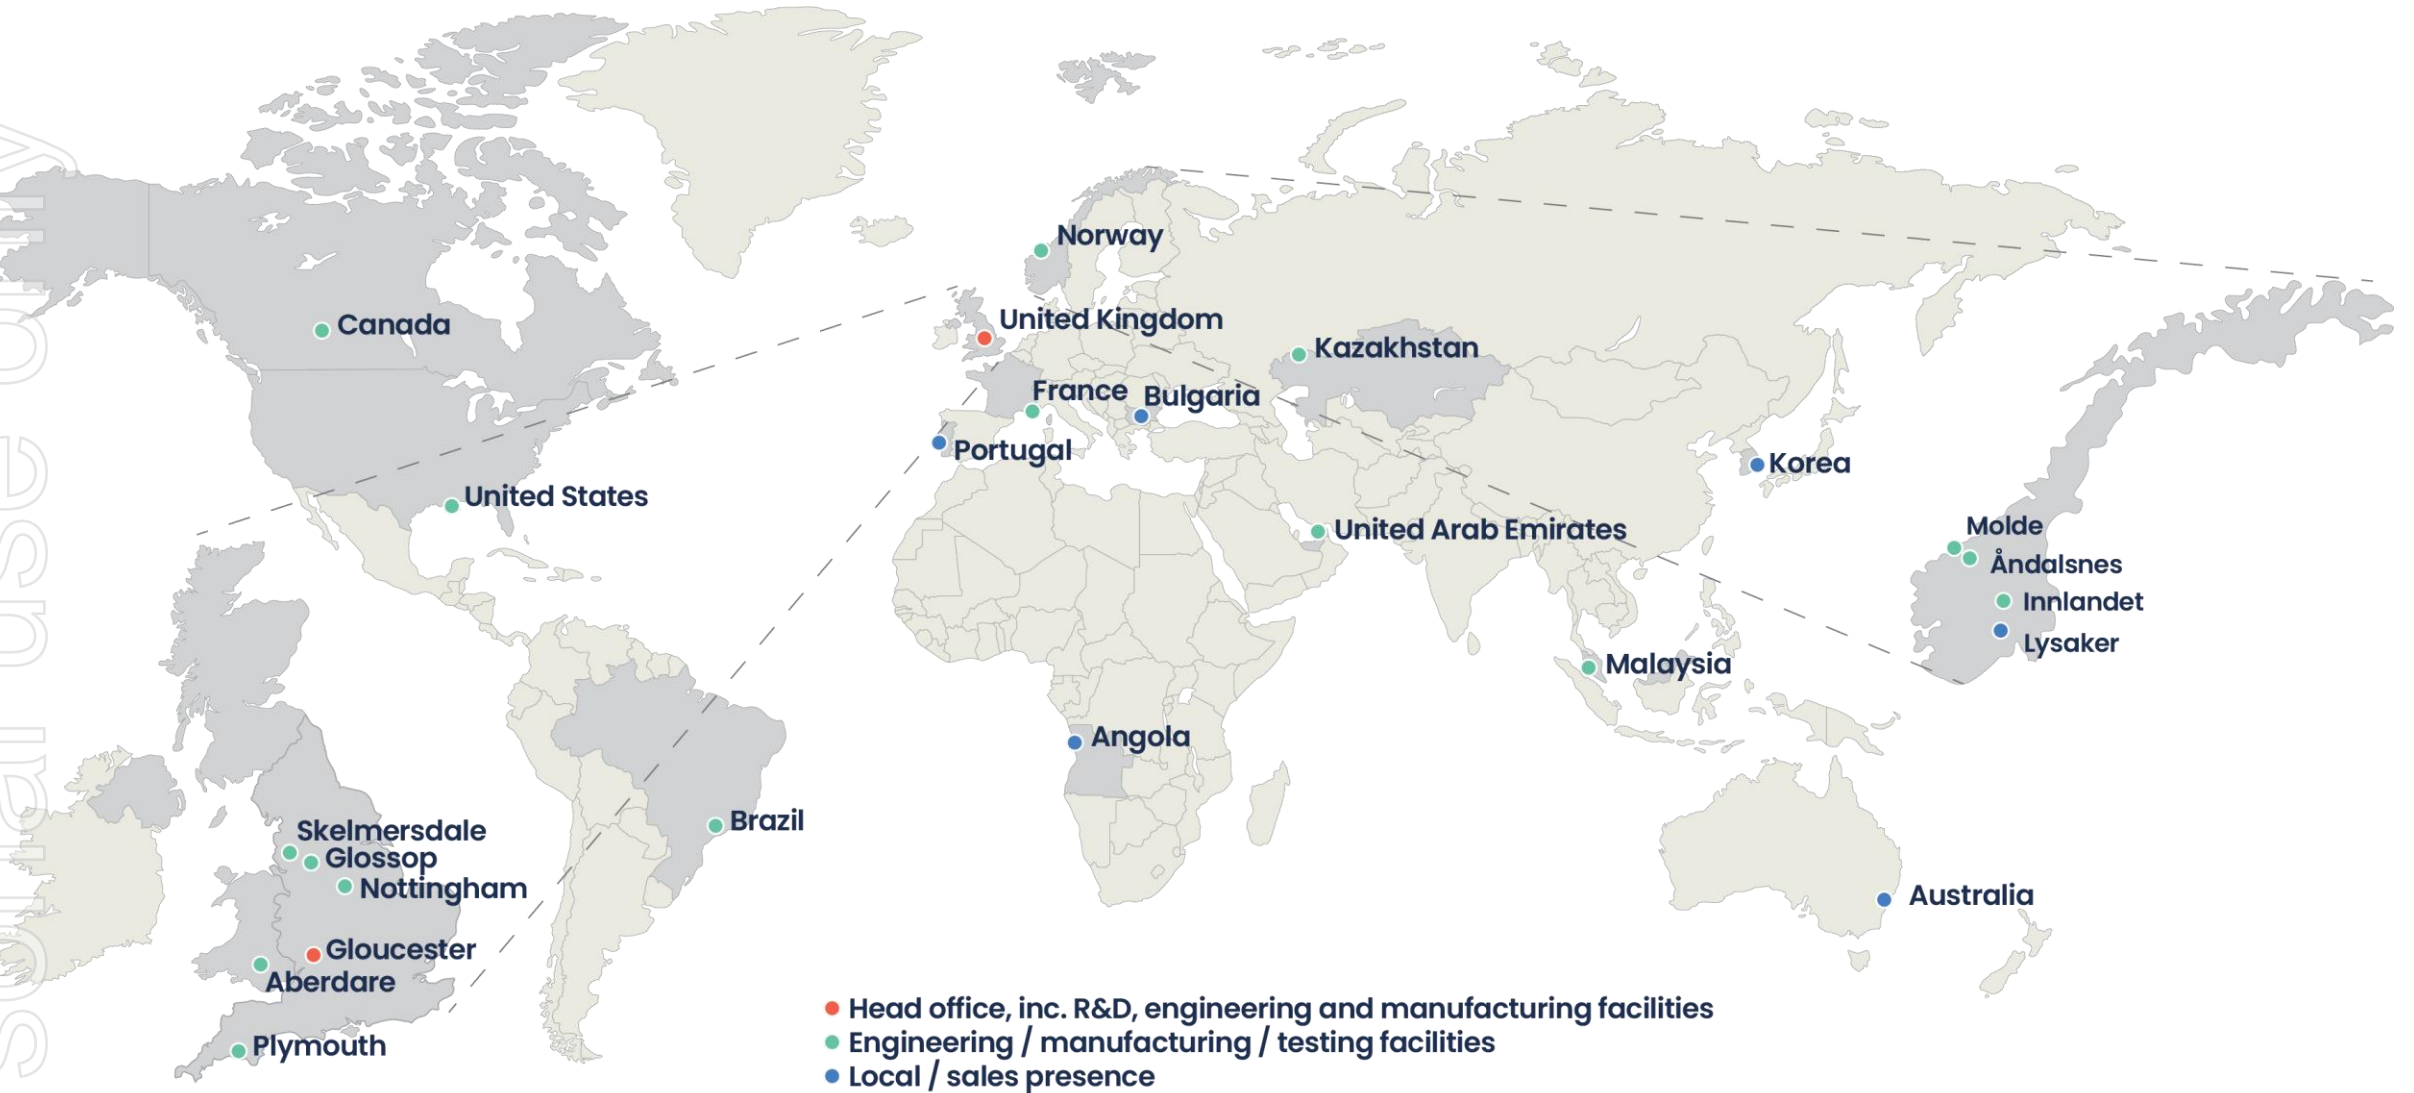 Norway
United Kingdom
Canada
Kazakhstan
France
Bulgaria
Portugal
Korea
United States
United Arab Emirates
Molde
Åndalsnes
Innlandet
Lysaker
Malaysia
Angola
Brazil
Skelmersdale
Glossop
Nottingham
Australia
Gloucester
Aberdare
Plymouth
Head office, inc. R&D, engineering and manufacturing facilities
Engineering / manufacturing / testing facilities
Local / sales presence
use only